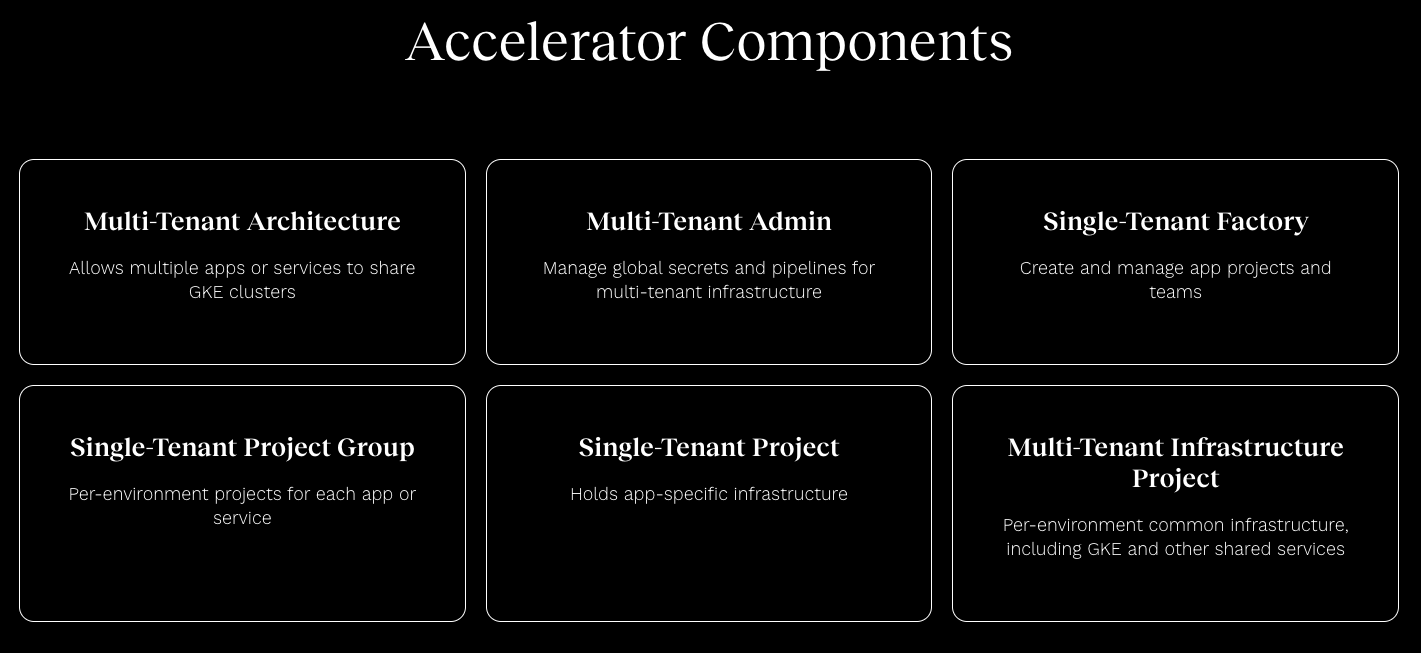 Accelerator Components
Multi-Tenant Architecture
Allows multiple apps or services to share
GKE clusters
Multi-Tenant Admin
Manage global secrets and pipelines for
multi-tenant infrastructure
Single-Tenant Factory
Create and manage app projects and
teams
Single-Tenant Project Group
Per-environment projects for each app or
service
Single-Tenant Project
Holds app-specific infrastructure
Multi-Tenant Infrastructure
Project
Per-environment common infrastructure,
including GKE and other shared services